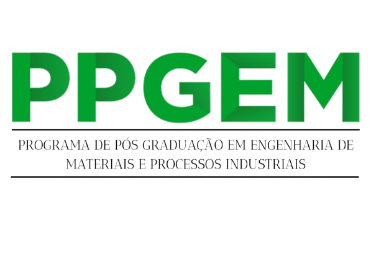 PPGEM
PROGRAMA DE PÓS GRADUAÇÃO EM ENGENHARIA DE
MATERIAIS E PROCESSOS INDUSTRIAIS